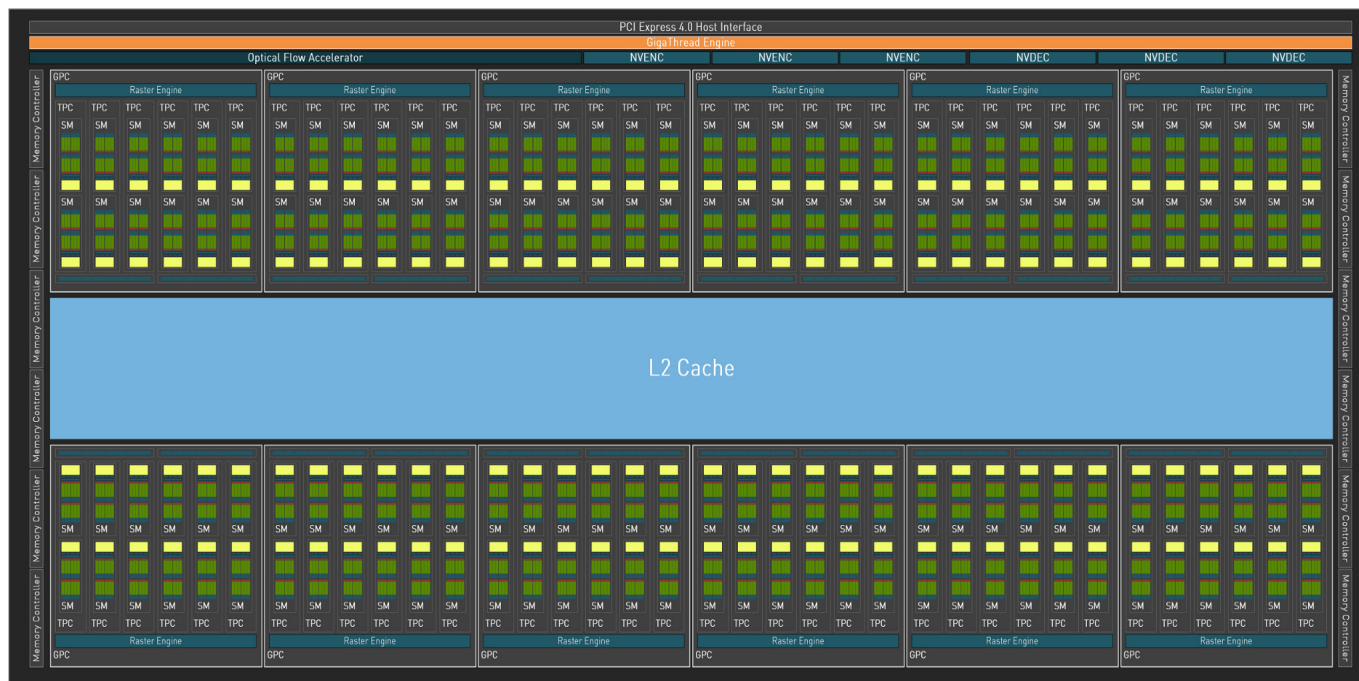 PCI Express 4.0 Host Interface
GigaThread Engine
Optical Flow Accelerator NVENC NVENC NVENC NVDEC NVDEC NVDEC
GPC GPC GPC GPC GPC GPC
Raster Engine Raster Engine Raster Engine Raster Engine Raster Engine Raster Engine
TPC TPC TPC TPC TPC TPC TPC TPC TPC TPC TPC TPC TPC TPC TPC TPC TPC TPC TPC TPC TPC TPC TPC TPC TPC TPC TPC TPC TPC TPC TPC TPC TPC TPC TPC TPC
SM SM SM SM SM SM SM SM SM SM SM SM SM SM SM SM SM SM SM SM SM SM SM SM SM SM SM SM SM SM SM SM SM SM SM SM
SM SM SM SM SM SM SM SM SM SM SM SM SM SM SM SM SM SM SM SM SM SM SM SM SM SM SM SM SM SM SM SM SM SM SM SM
L2 Cache
SM SM SM SM SM SM SM SM SM SM SM SM SM SM SM SM SM SM SM SM SM SM SM SM SM SM SM SM SM SM SM SM SM SM SM SM
SM SM SM SM SM SM SM SM SM SM SM SM SM SM SM SM SM SM SM SM SM SM SM SM SM SM SM SM SM SM SM SM SM SM SM SM
TPC TPC TPC TPC TPC TPC TPC TPC TPC TPC TPC TPC TPC TPC TPC TPC TPC TPC TPC TPC TPC TPC TPC TPC TPC TPC TPC TPC TPC TPC TPC TPC TPC TPC TPC TPC
Raster Engine Raster Engine Raster Engine Raster Engine Raster Engine Raster Engine
GPC GPC GPC GPC GPC GPC
Memory Controller
Memory Controller
Memory Controller
Memory Controller
Memory Controller
Memory Controller
Memory Controller
Memory Controller
Memory Controller
Memory Controller
Memory Controller
Memory Controller